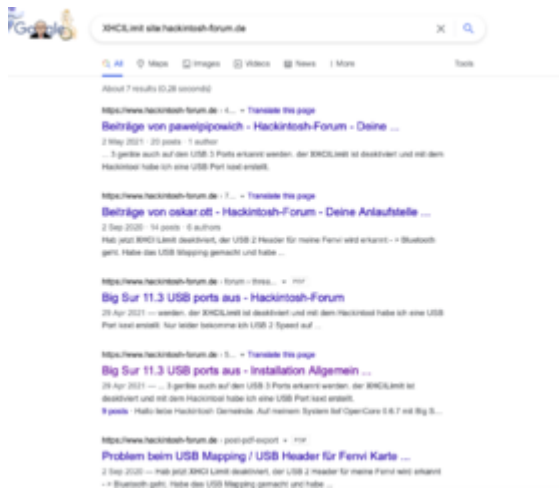 Google
XHCILimit site:hackintosh-forum.de
All Maps Images Videos News More Tools
About 7 results (0,28 seconds)
https://www.hackintosh-forum.de › 4... Translate this page
Beiträge von pawelpipowich - Hackintosh-Forum - Deine ...
2 May 2021 · 20 posts · 1 author
... 3 geräte auch auf den USB 3 Ports erkannt werden. der XHCILimit ist deaktiviert und mit dem
Hackintool habe ich eine USB Port kext erstellt.
https://www.hackintosh-forum.de › 7... Translate this page
Beiträge von oskar.ott - Hackintosh-Forum - Deine Anlaufstelle ...
2 Sep 2020 · 14 posts · 6 authors
Hab jetzt XHCI Limit deaktiviert, der USB 2 Header für meine Fenvi wird erkannt -> Bluetooth
geht. Habe das USB Mapping gemacht und habe ...
https://www.hackintosh-forum.de › forum › threa... PDF
Big Sur 11.3 USB ports aus - Hackintosh-Forum
29 Apr 2021 — werden. der XHCILimit ist deaktiviert und mit dem Hackintool habe ich eine USB
Port kext erstellt. Nur leider bekomme ich USB 2 Speed auf ...
https://www.hackintosh-forum.de › 5... Translate this page
Big Sur 11.3 USB ports aus - Installation Allgemein ...
29 Apr 2021 — ... 3 geräte auch auf den USB 3 Ports erkannt werden. der XHCILimit ist
deaktiviert und mit dem Hackintool habe ich eine USB Port kext erstellt.
9 posts · Hallo liebe Hackintosh Gemeinde. Auf meinem System lief OpenCore 0.6.7 mit Big S...
https://www.hackintosh-forum.de › post-pdf-export PDF
Problem beim USB Mapping / USB Header für Fenvi Karte ...
2 Sep 2020 — Hab jetzt XHCI Limit deaktiviert, der USB 2 Header für meine Fenvi wird erkannt
-> Bluetooth geht. Habe das USB Mapping gemacht und habe ...